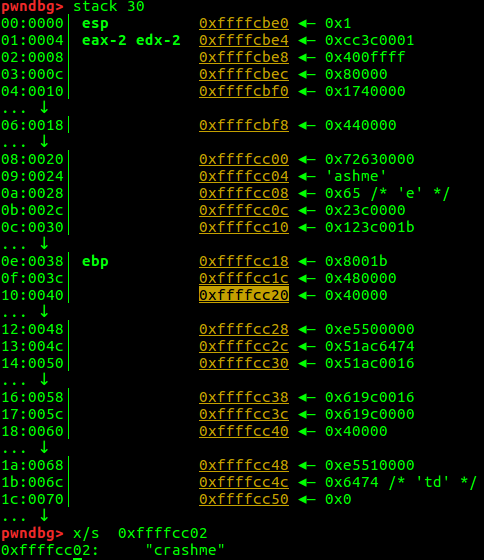 pwndbg> stack 30
00:0000│ esp 0xffffcbe0 ◂— 0x1
01:0004│ eax-2 edx-2 0xffffcbe4 ◂— 0xcc3c0001
02:0008│ 0xffffcbe8 ◂— 0x400ffff
03:000c│ 0xffffcbec ◂— 0x80000
04:0010│ 0xffffcbf0 ◂— 0x1740000
... ↓
06:0018│ 0xffffcbf8 ◂— 0x440000
... ↓
08:0020│ 0xffffcc00 ◂— 0x72630000
09:0024│ 0xffffcc04 ◂— 'ashme'
0a:0028│ 0xffffcc08 ◂— 0x65 /* 'e' */
0b:002c│ 0xffffcc0c ◂— 0x23c0000
0c:0030│ 0xffffcc10 ◂— 0x123c001b
... ↓
0e:0038│ ebp 0xffffcc18 ◂— 0x8001b
0f:003c│ 0xffffcc1c ◂— 0x480000
10:0040│ 0xffffcc20 ◂— 0x40000
... ↓
12:0048│ 0xffffcc28 ◂— 0xe5500000
13:004c│ 0xffffcc2c ◂— 0x51ac6474
14:0050│ 0xffffcc30 ◂— 0x51ac0016
... ↓
16:0058│ 0xffffcc38 ◂— 0x619c0016
17:005c│ 0xffffcc3c ◂— 0x619c0000
18:0060│ 0xffffcc40 ◂— 0x40000
... ↓
1a:0068│ 0xffffcc48 ◂— 0xe5510000
1b:006c│ 0xffffcc4c ◂— 0x6474 /* 'td' */
1c:0070│ 0xffffcc50 ◂— 0x0
... ↓
pwndbg> x/s 0xffffcc02
0xffffcc02: "crashme"